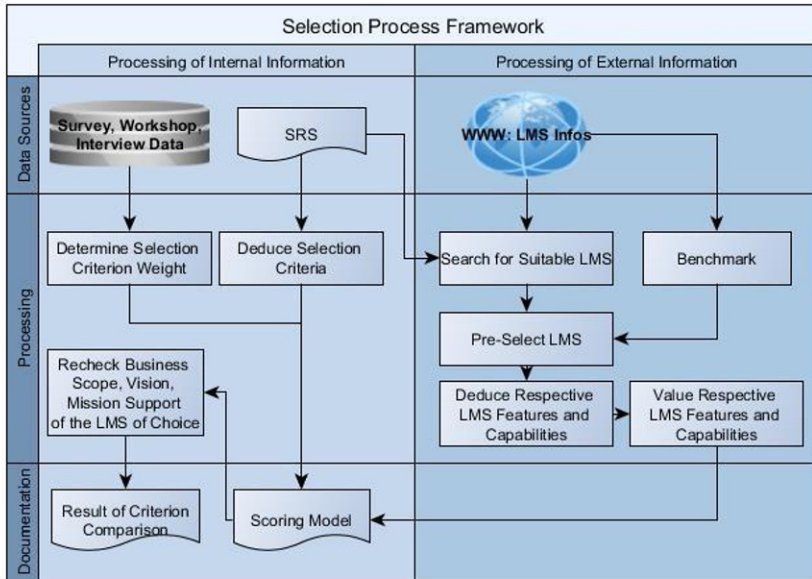 Selection Process Framework
Processing of Internal Information
Processing of External Information
Data Sources
Survey, Workshop,
Interview Data
SRS
WWW: LMS Infos
Processing
Determine Selection
Criterion Weight
Deduce Selection
Criteria
Search for Suitable LMS
Benchmark
Pre-Select LMS
Recheck Business
Scope, Vision,
Mission Support
of the LMS of Choice
Deduce Respective
LMS Features and
Capabilities
Value Respective
LMS Features and
Capabilities
Documentation
Result of Criterion
Comparison
Scoring Model